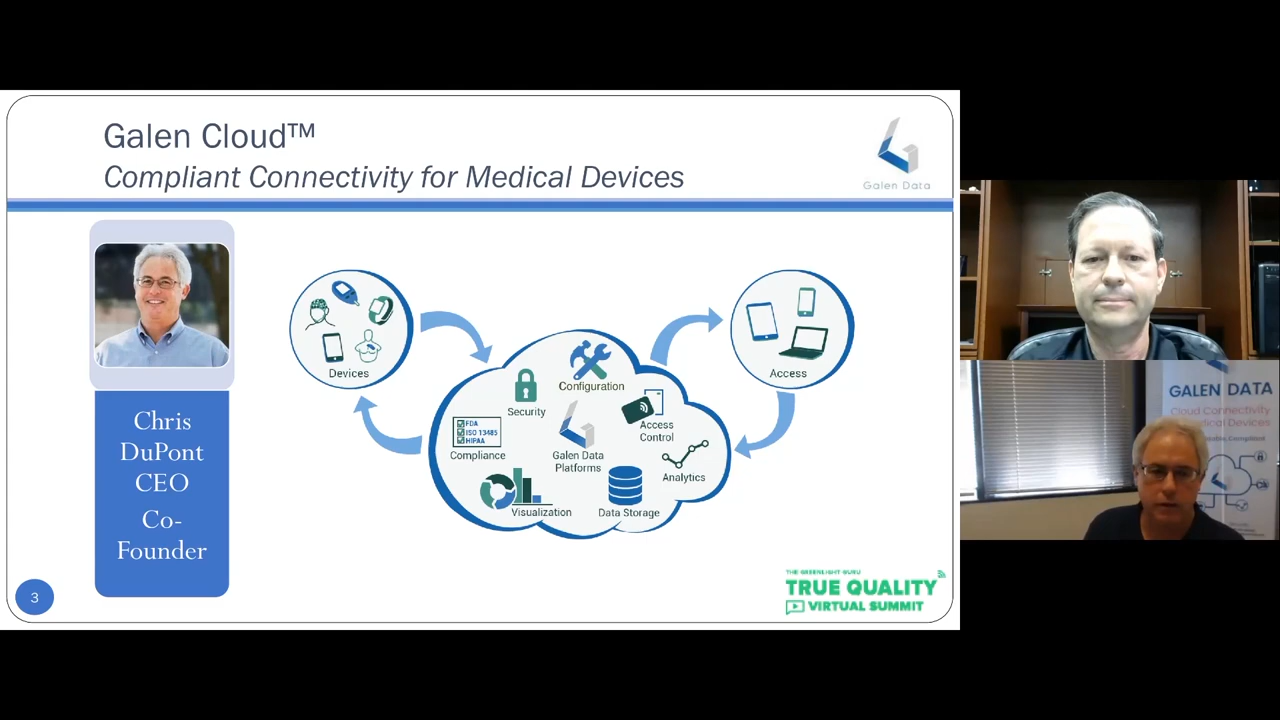 Galen Cloud™
Compliant Connectivity for Medical Devices
Galen Data
Chris
DuPont
CEO
Co-
Founder
Devices
Configuration
Security
FDA
ISO 13485
HIPAA
Compliance
Galen Data
Platforms
Access
Control
Analytics
Visualization
Data Storage
Access
3
THE GREENLIGHT GURU
TRUE QUALITY
VIRTUAL SUMMIT
GALEN DATA
Cloud Connectivity